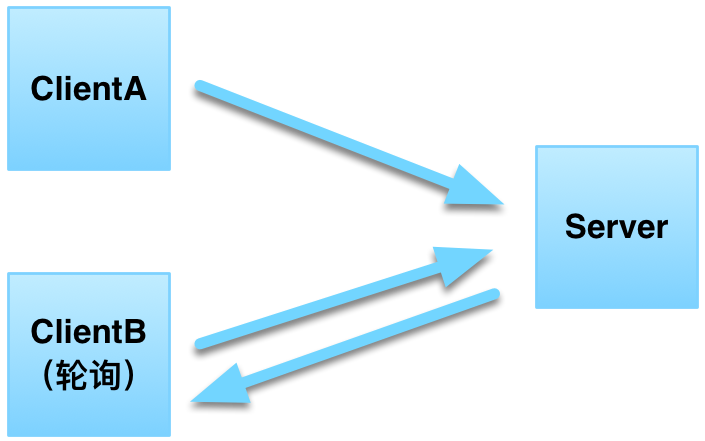 ClientA
Server
ClientB
（轮询）